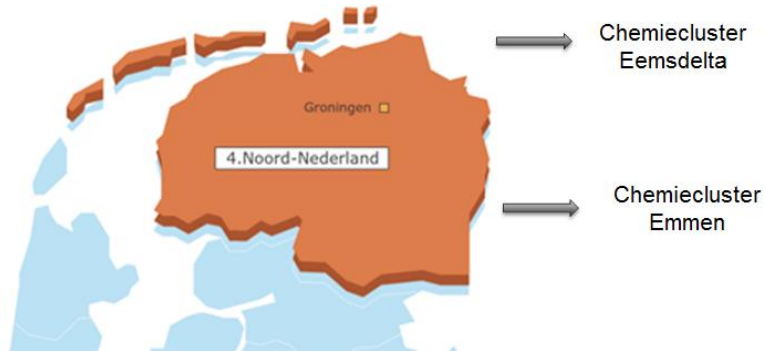 Chemiecluster
Eemsdelta
Groningen
4.Noord-Nederland
Chemiecluster
Emmen